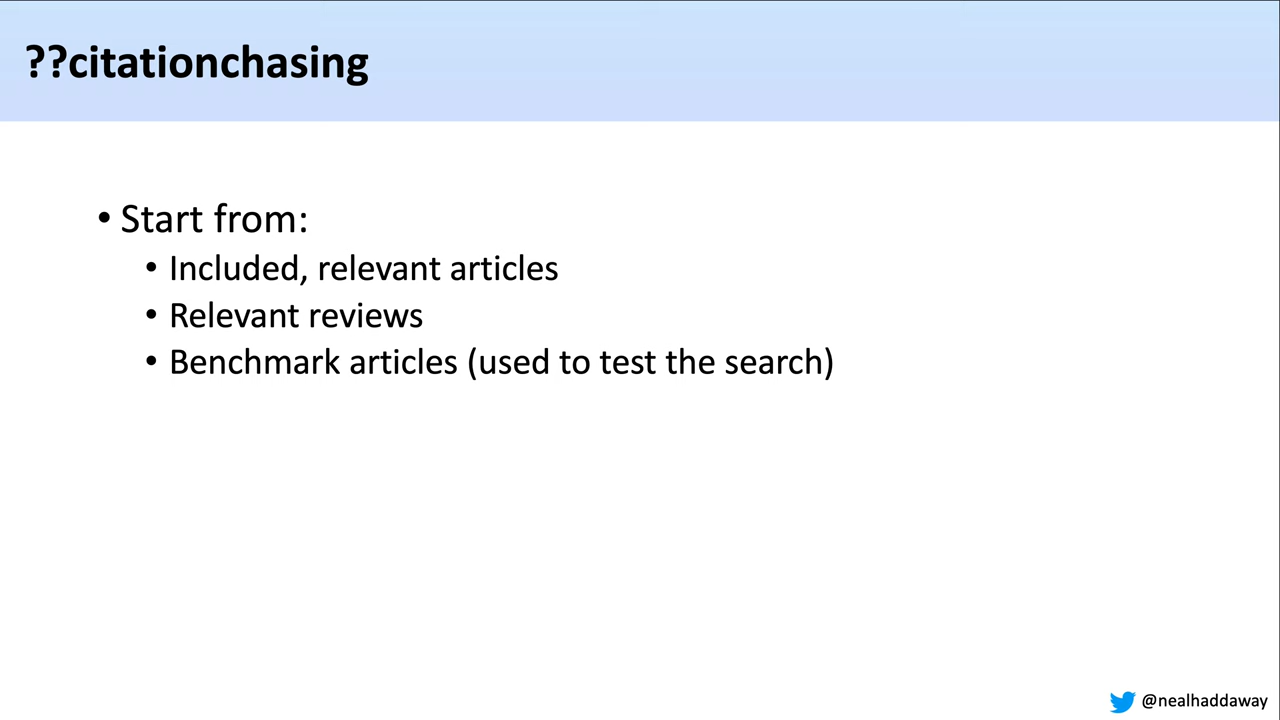 ??citationchasing
• Start from:
• Included, relevant articles
• Relevant reviews
• Benchmark articles (used to test the search)
@nealhaddaway